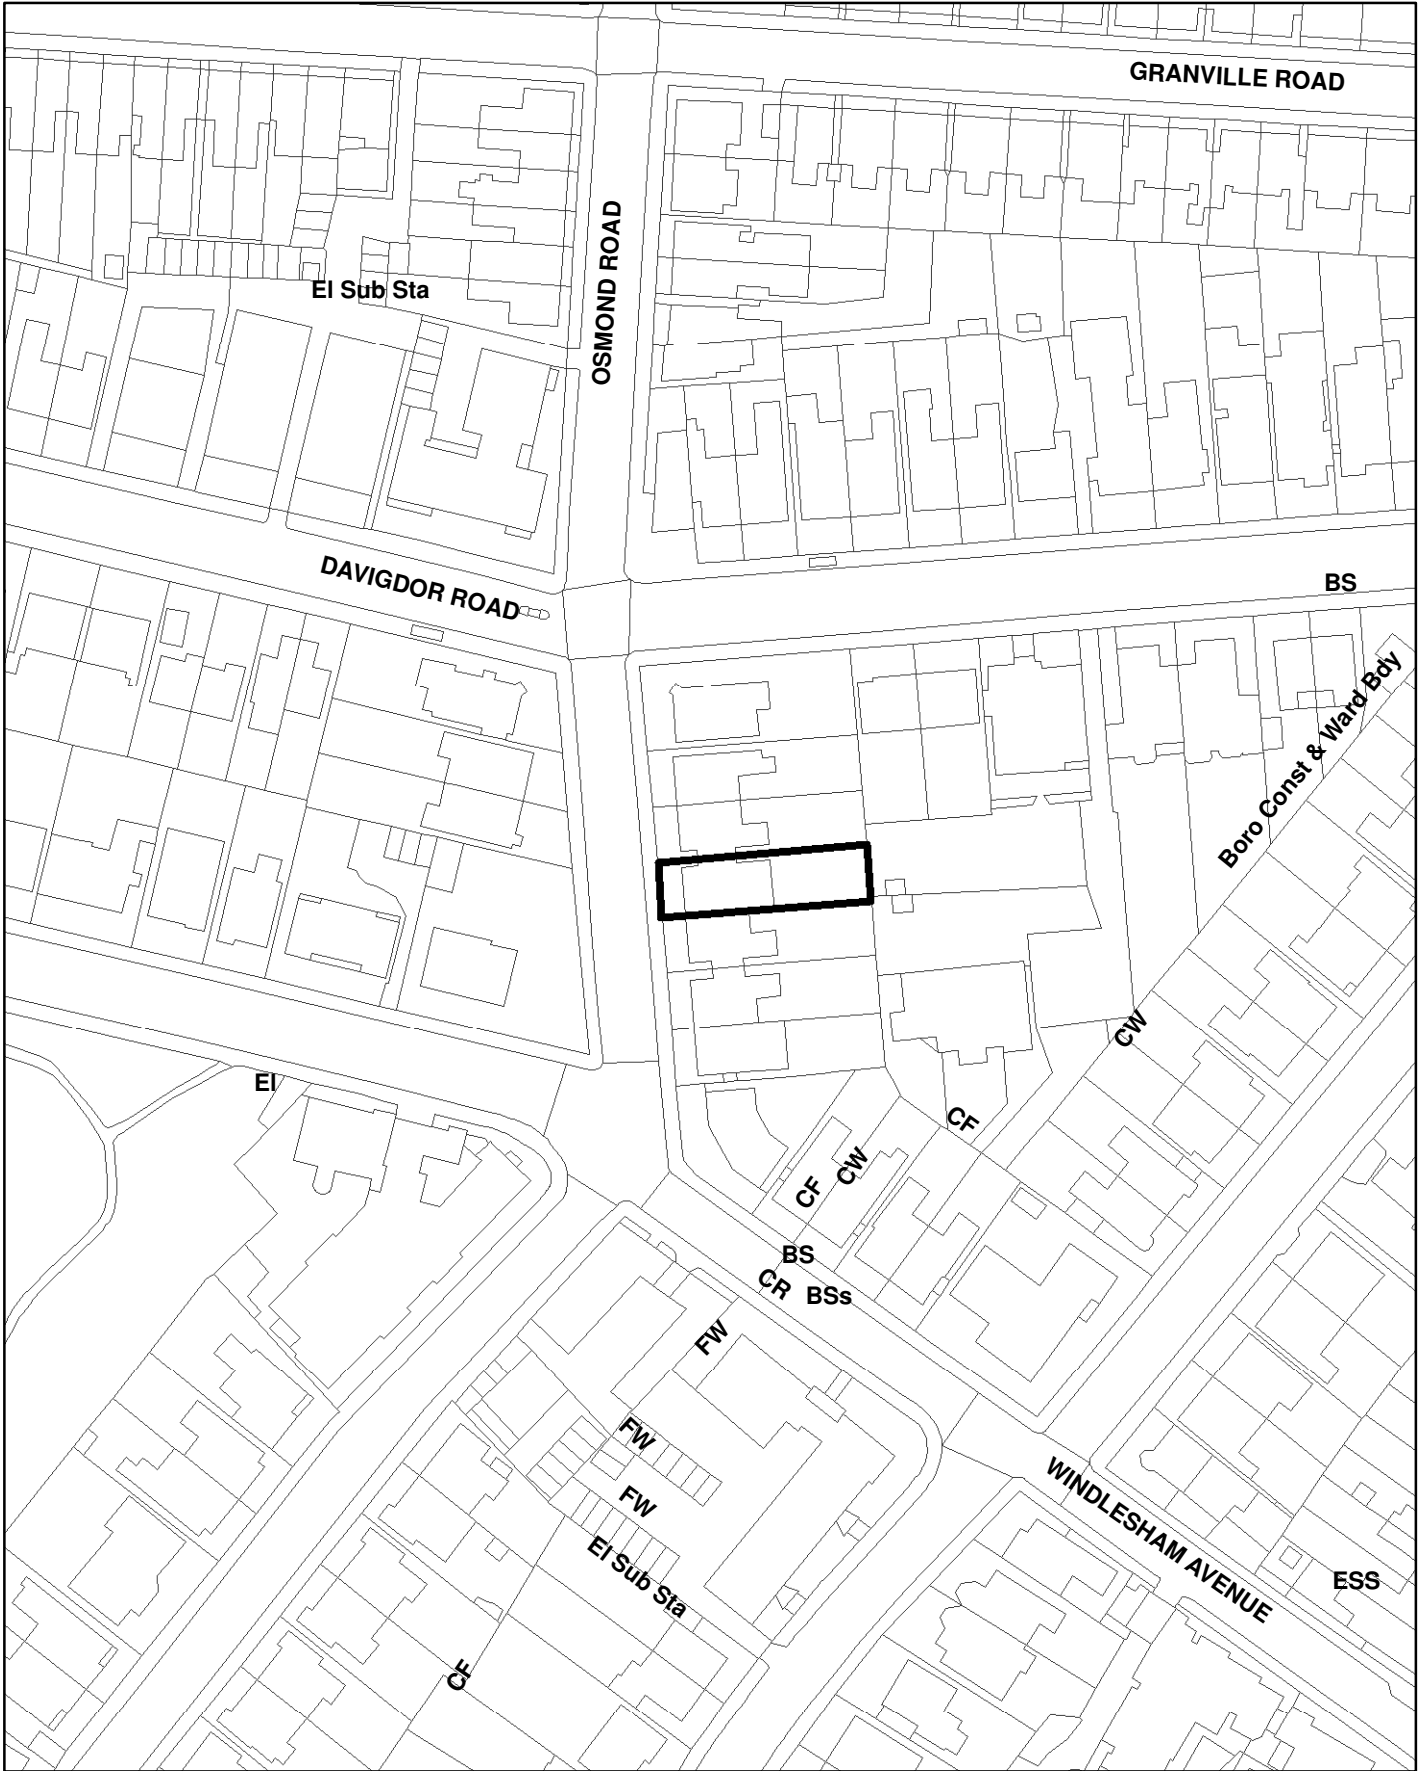 GRANVILLE ROAD
OSMOND ROAD
El Sub Sta
DAVIGDOR ROAD
BS
Boro Const & Ward Bdy
CW
El
CF
CW
CF
BS
CR
BSs
FW
FW
FW
El Sub Sta
WINDLESHAM AVENUE
ESS
CF